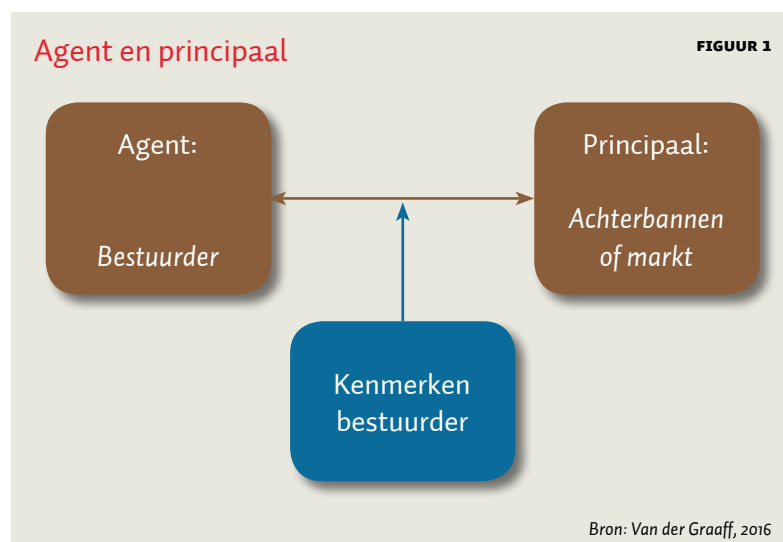 Agent en principaal
FIGUUR 1
Agent:
Bestuurder
Principaal:
Achterbannen
of markt
Kenmerken
bestuurder
Bron: Van der Graaff, 2016